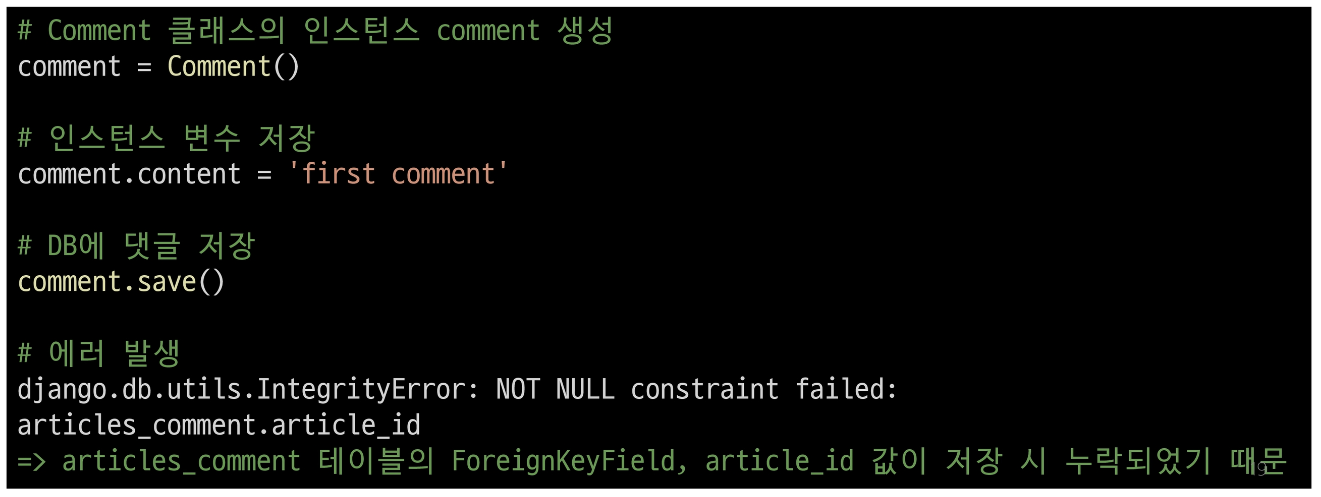 # Comment 클래스의 인스턴스 comment 생성
comment = Comment()
# 인스턴스 변수 저장
comment.content = 'first comment'
# DB에 댓글 저장
comment.save()
# 에러 발생
django.db.utils.IntegrityError: NOT NULL constraint failed:
articles_comment.article_id
=> articles_comment 테이블의 ForeignKeyField, article_id 값이 저장 시 누락되었기 때문